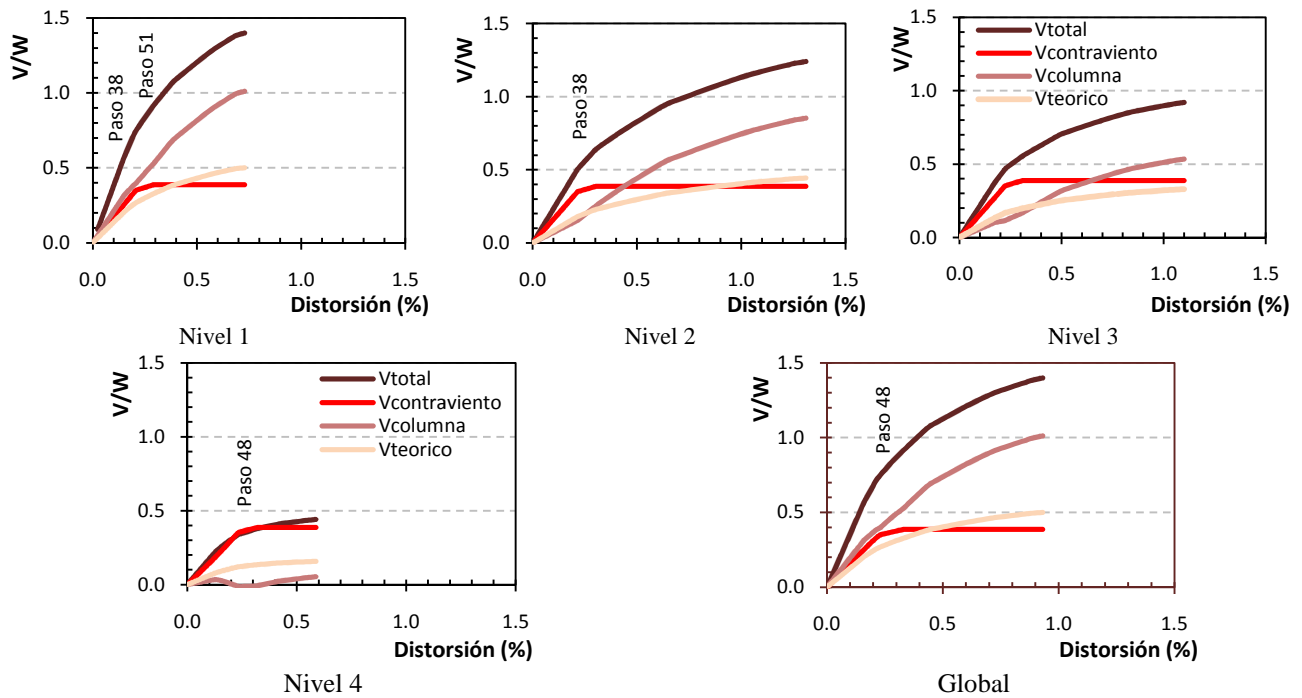 V/W
1.5
1.0
0.5
0.0
Paso 38
Paso 51
0.0 0.5 1.0 1.5
Distorsión (%)
Nivel 1
V/W
1.5
1.0
0.5
0.0
Paso 38
0.0 0.5 1.0 1.5
Distorsión (%)
Nivel 2
V/W
1.5
1.0
0.5
0.0
Vtotal
Vcontraviento
Vcolumna
Vteorico
0.0 0.5 1.0 1.5
Distorsión (%)
Nivel 3
V/W
1.5
1.0
0.5
0.0
Vtotal
Vcontraviento
Vcolumna
Vteorico
Paso 48
0.0 0.5 1.0 1.5
Distorsión (%)
Nivel 4
V/W
1.5
1.0
0.5
0.0
Paso 48
0.0 0.5 1.0 1.5
Distorsión (%)
Global